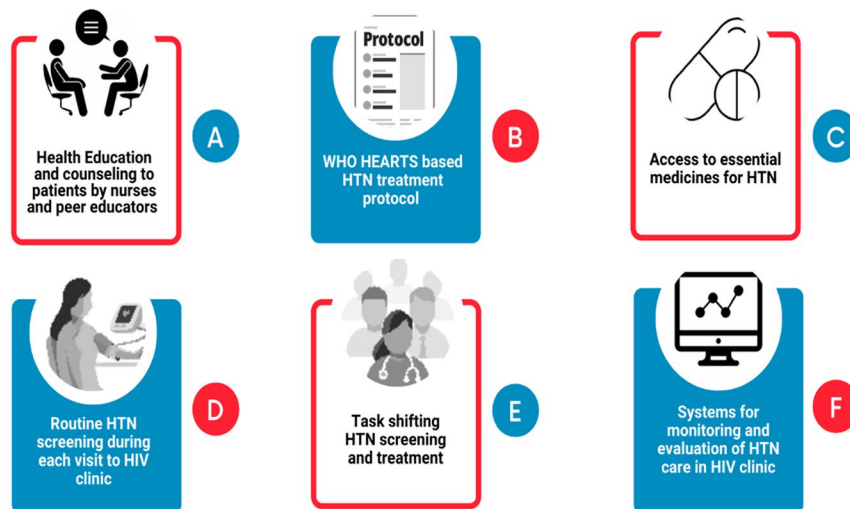 Health Education
and counseling to
patients by nurses
and peer educators
A
Protocol
WHO HEARTS based
HTN treatment
protocol
B
Access to essential
medicines for HTN
C
Routine HTN
screening during
each visit to HIV
clinic
D
Task shifting
HTN screening
and treatment
E
Systems for
monitoring and
evaluation of HTN
care in HIV clinic
F